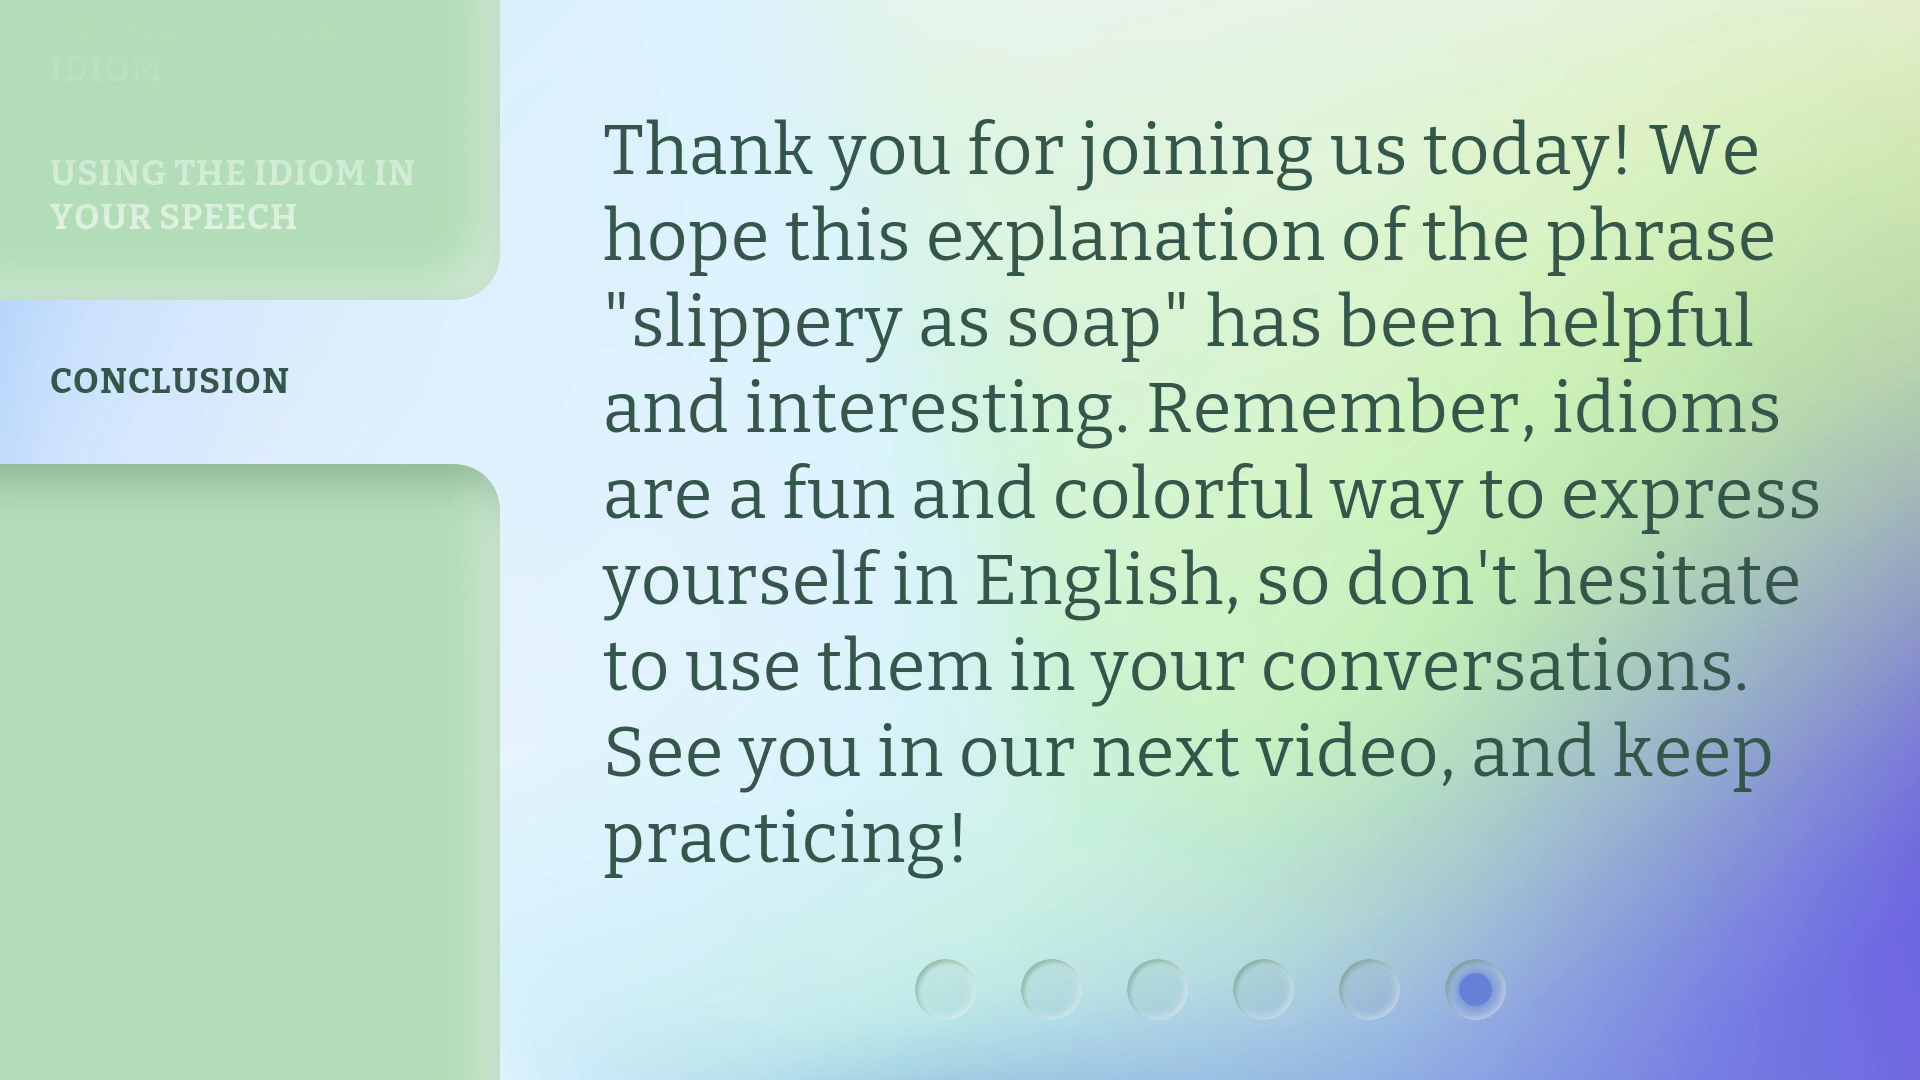 IDIOM
USING THE IDIOM IN
YOUR SPEECH
CONCLUSION
Thank you for joining us today! We
hope this explanation of the phrase
"slippery as soap" has been helpful
and interesting. Remember, idioms
are a fun and colorful way to express
yourself in English, so don't hesitate
to use them in your conversations.
See you in our next video, and keep
practicing!